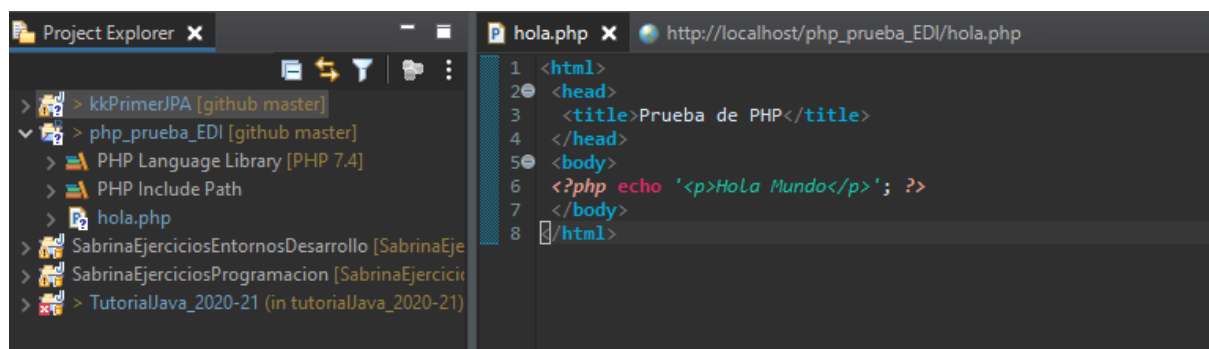 Project Explorer
> kkPrimerJPA [github master]
> php_prueba_EDI [github master]
PHP Language Library [PHP 7.4]
PHP Include Path
hola.php
SabrinaEjerciciosEntornosDesarrollo [SabrinaEje
SabrinaEjerciciosProgramacion [SabrinaEjercicic
> TutorialJava_2020-21 (in tutorialJava_2020-21)
hola.php http://localhost/php_prueba_EDI/hola.php
1 <html>
2 <head>
3 <title>Prueba de PHP</title>
4 </head>
5 <body>
6 <?php echo '<p>Hola Mundo</p>'; ?>
7 </body>
8 </html>